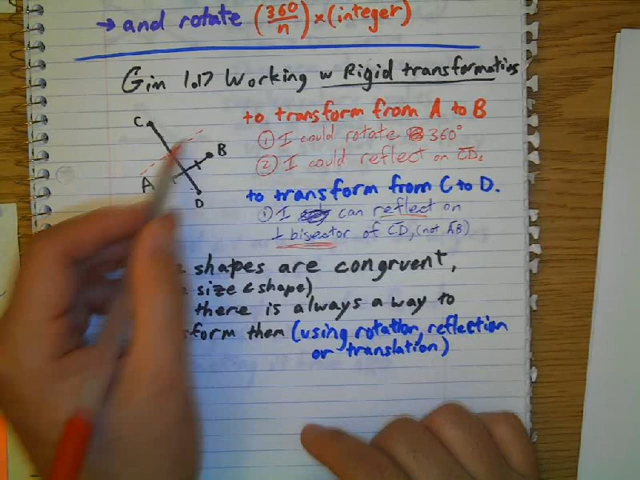 → and rotate (360/n) × (integer)
Gim 1.17 Working w Rigid transformations
C
B
A
D
to transform from A to B
① I could rotate 360°
② I could reflect on CD.
to transform from C to D.
① I can reflect on
⊥ bisector of CD, (not AB)
shapes are congruent,
size & shape)
there is always a way to
form them (using rotation, reflection
or translation)